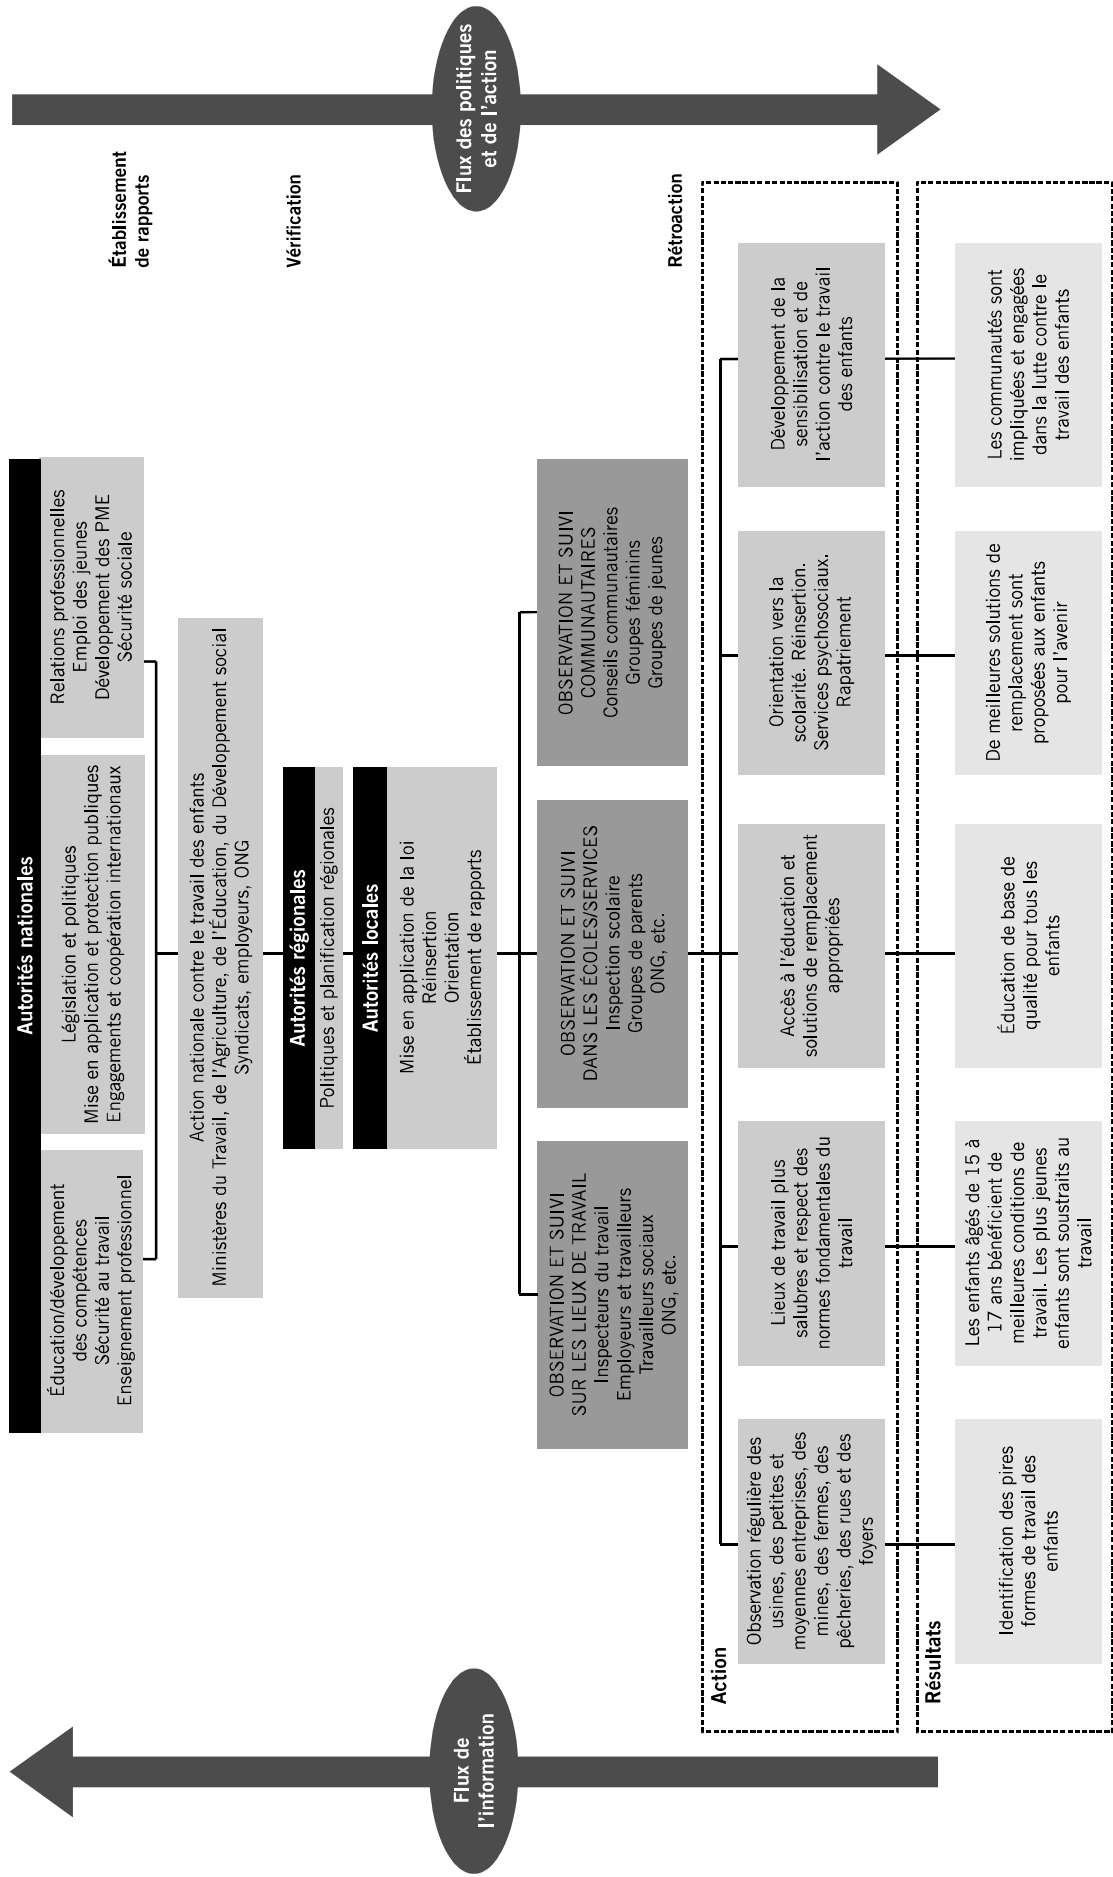 Autorités nationales
Éducation/développement
des compétences
Sécurité au travail
Enseignement professionnel
Législation et politiques
Mise en application et protection publiques
Engagements et coopération internationaux
Relations professionnelles
Emploi des jeunes
Développement des PME
Sécurité sociale
Établissement
de rapports
Action nationale contre le travail des enfants
Ministères du Travail, de l'Agriculture, de l'Éducation, du Développement social
Syndicats, employeurs, ONG
Autorités régionales
Politiques et planification régionales
Vérification
Autorités locales
Mise en application de la loi
Réinsertion
Orientation
Établissement de rapports
Flux de
l'information
Flux des politiques
et de l'action
OBSERVATION ET SUIVI
SUR LES LIEUX DE TRAVAIL
Inspecteurs du travail
Employeurs et travailleurs
Travailleurs sociaux
ONG, etc.
OBSERVATION ET SUIVI
DANS LES ÉCOLES/SERVICES
Inspection scolaire
Groupes de parents
ONG, etc.
OBSERVATION ET SUIVI
COMMUNAUTAIRES
Conseils communautaires
Groupes féminins
Groupes de jeunes
Rétroaction
Action
Observation régulière des
usines, des petites et
moyennes entreprises, des
mines, des fermes, des
pêcheries, des rues et des
foyers
Lieux de travail plus
salubres et respect des
normes fondamentales du
travail
Accès à l'éducation et
solutions de remplacement
appropriées
Orientation vers la
scolarité. Réinsertion.
Services psychosociaux.
Rapatriement
Développement de la
sensibilisation et de
l'action contre le travail
des enfants
Résultats
Identification des pires
formes de travail des
enfants
Les enfants âgés de 15 à
17 ans bénéficient de
meilleures conditions de
travail. Les plus jeunes
enfants sont soustraits au
travail
Éducation de base de
qualité pour tous les
enfants
De meilleures solutions de
remplacement sont
proposées aux enfants
pour l'avenir
Les communautés sont
impliquées et engagées
dans la lutte contre le
travail des enfants